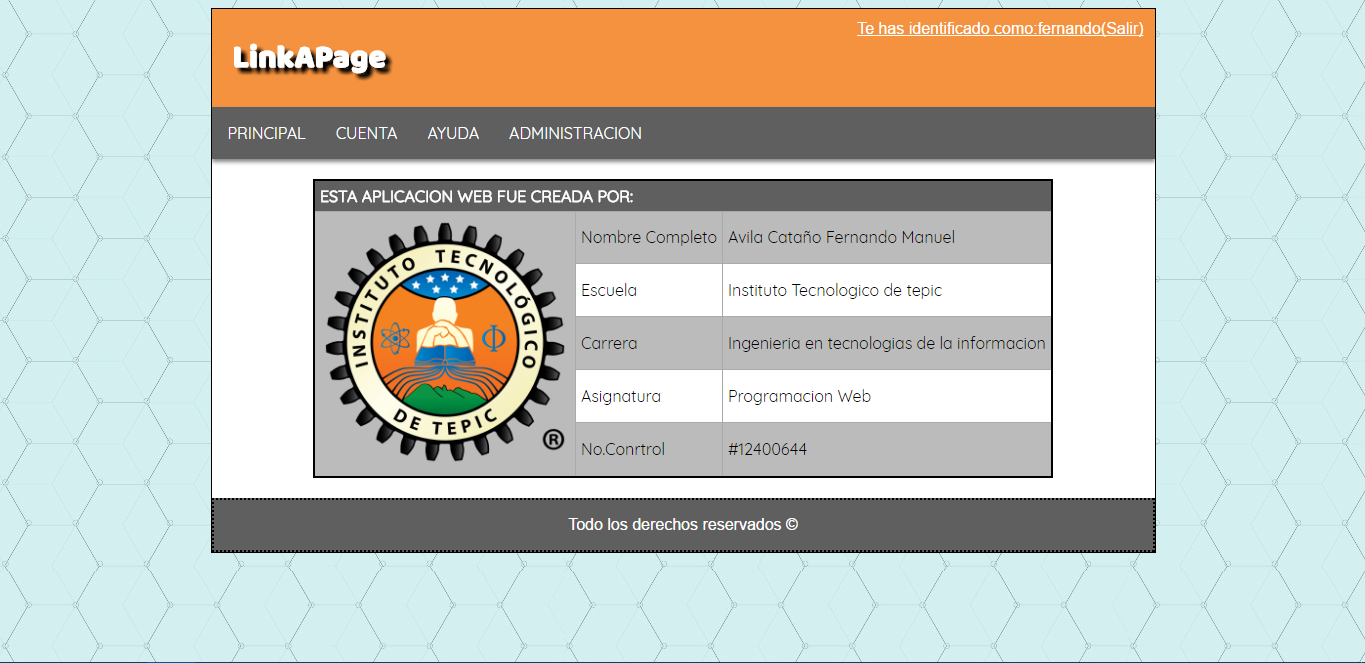 Te has identificado como:fernando(Salir)
LinkAPage
PRINCIPAL CUENTA AYUDA ADMINISTRACION
ESTA APLICACION WEB FUE CREADA POR:
INSTITUTO TECNOLÓGICO
DE TEPIC
®
Nombre Completo Avila Cataño Fernando Manuel
Escuela Instituto Tecnologico de tepic
Carrera Ingenieria en tecnologias de la informacion
Asignatura Programacion Web
No.Conrtrol #12400644
Todo los derechos reservados ©